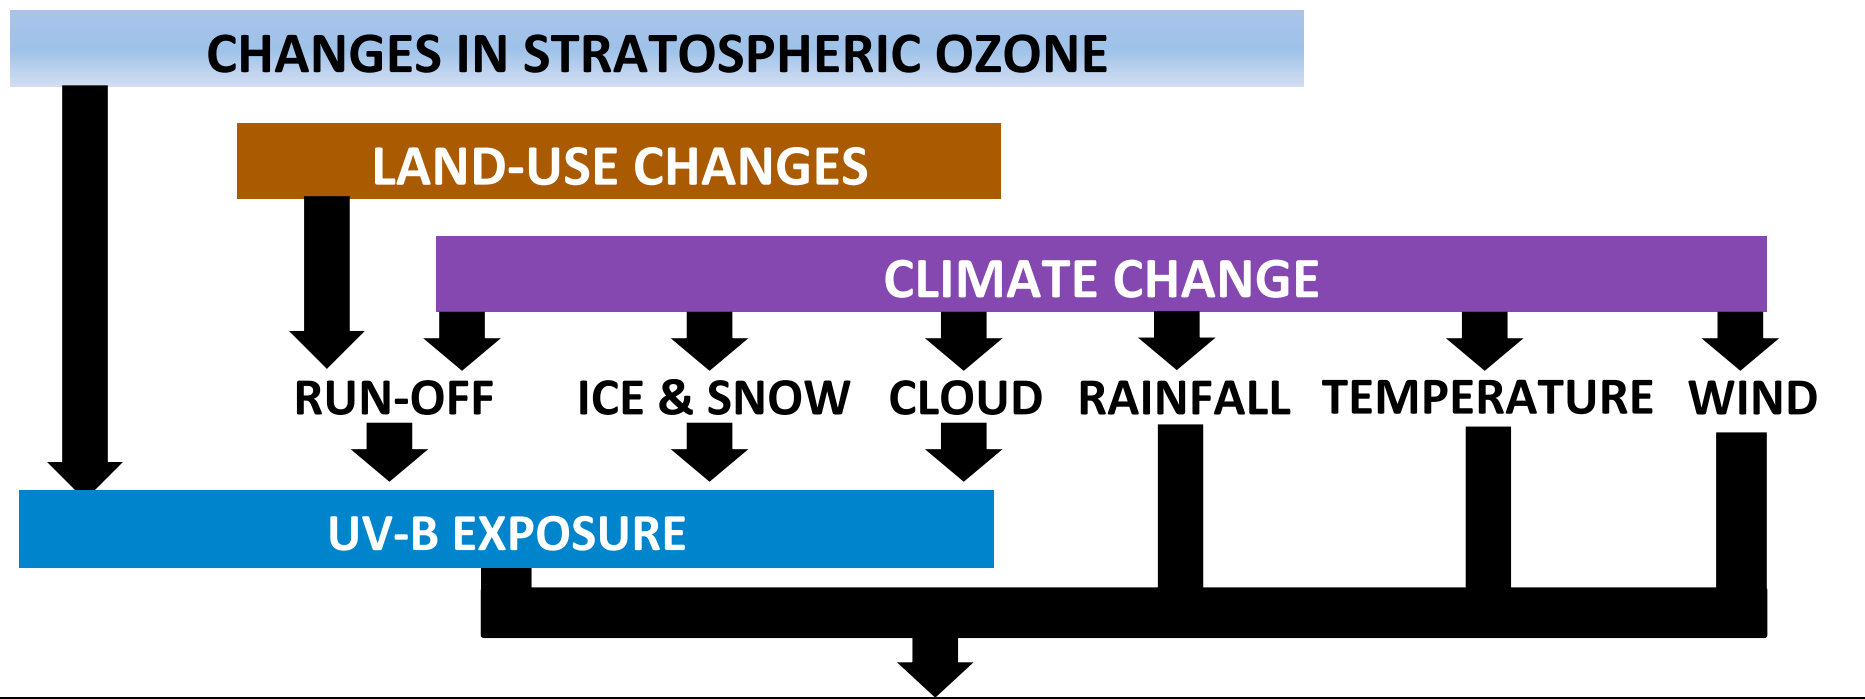 CHANGES IN STRATOSPHERIC OZONE
LAND-USE CHANGES
CLIMATE CHANGE
RUN-OFF ICE & SNOW CLOUD RAINFALL TEMPERATURE WIND
UV-B EXPOSURE